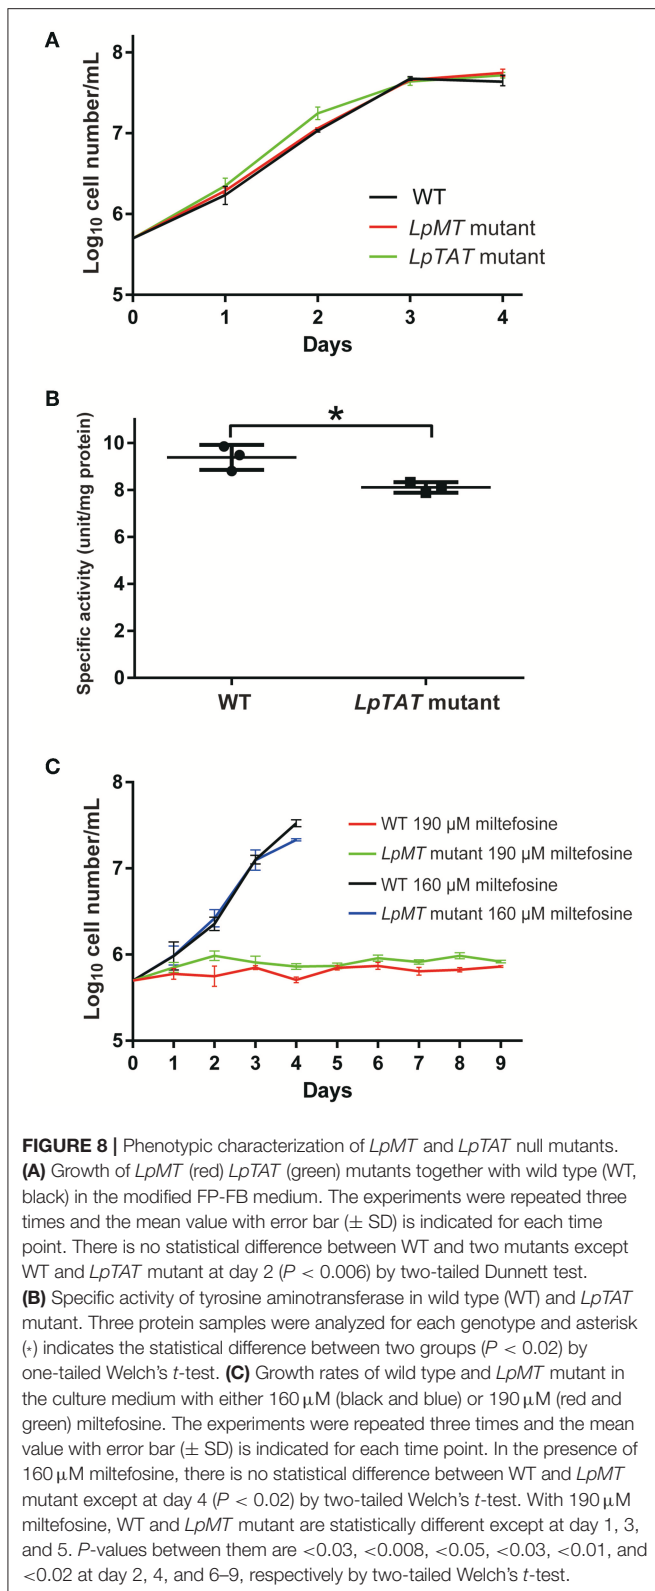 A
8
7
6
5
Log10 cell number/mL
WT
LpMT mutant
LpTAT mutant
0 1 2 3 4
Days
B
*
10
8
6
4
2
0
Specific activity (unit/mg protein)
WT LpTAT mutant
C
8
7
6
5
Log10 cell number/mL
WT 190 μM miltefosine
LpMT mutant 190 μM miltefosine
WT 160 μM miltefosine
LpMT mutant 160 μM miltefosine
0 1 2 3 4 5 6 7 8 9
Days
FIGURE 8 | Phenotypic characterization of LpMT and LpTAT null mutants.
(A) Growth of LpMT (red) LpTAT (green) mutants together with wild type (WT,
black) in the modified FP-FB medium. The experiments were repeated three
times and the mean value with error bar (± SD) is indicated for each time
point. There is no statistical difference between WT and two mutants except
WT and LpTAT mutant at day 2 (P < 0.006) by two-tailed Dunnett test.
(B) Specific activity of tyrosine aminotransferase in wild type (WT) and LpTAT
mutant. Three protein samples were analyzed for each genotype and asterisk
(*) indicates the statistical difference between two groups (P < 0.02) by
one-tailed Welch's t-test. (C) Growth rates of wild type and LpMT mutant in
the culture medium with either 160 μM (black and blue) or 190 μM (red and
green) miltefosine. The experiments were repeated three times and the mean
value with error bar (± SD) is indicated for each time point. In the presence of
160 μM miltefosine, there is no statistical difference between WT and LpMT
mutant except at day 4 (P < 0.02) by two-tailed Welch's t-test. With 190 μM
miltefosine, WT and LpMT mutant are statistically different except at day 1, 3,
and 5. P-values between them are <0.03, <0.008, <0.05, <0.03, <0.01, and
<0.02 at day 2, 4, and 6–9, respectively by two-tailed Welch's t-test.